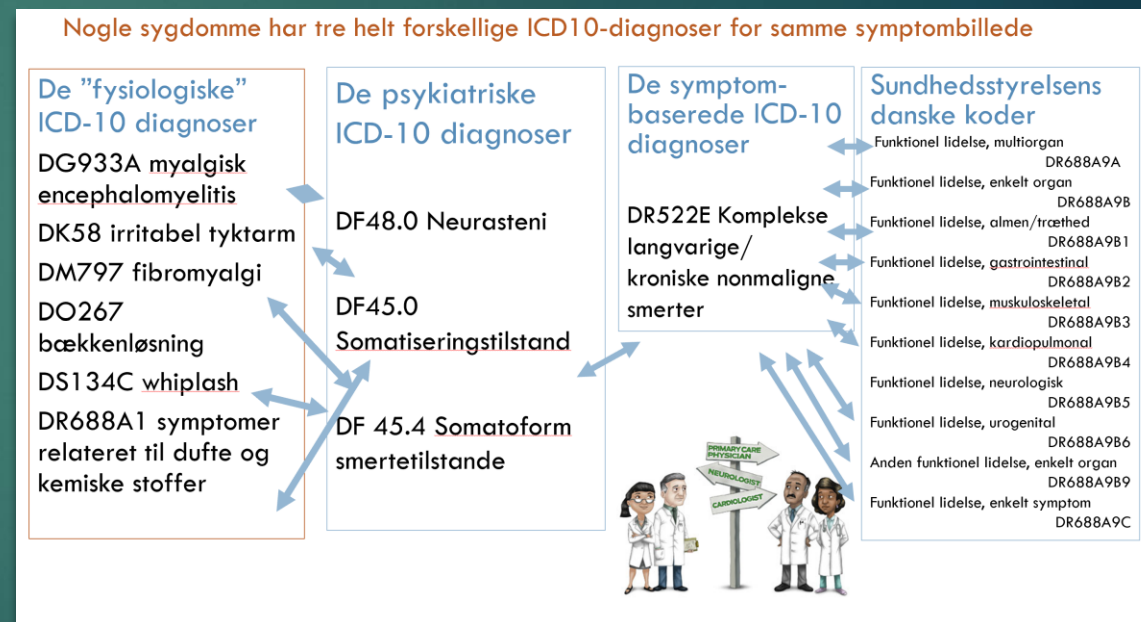 Nogle sygdomme har tre helt forskellige ICD10-diagnoser for samme symptombillede
De ”fysiologiske”
ICD-10 diagnoser
DG933A myalgisk
encephalomyelitis
DK58 irritabel tyktarm
DM797 fibromyalgi
DO267
bækkenløsning
DS134C whiplash
DR688A1 symptomer
relateret til dufte og
kemiske stoffer
De psykiatriske
ICD-10 diagnoser
DF48.0 Neurasteni
DF45.0
Somatiseringstilstand
DF 45.4 Somatoform
smertetilstande
De symptom-
baserede ICD-10
diagnoser
DR522E Komplekse
langvarige/
kroniske nonmaligne
smerter
Sundhedsstyrelsens
danske koder
Funktionel lidelse, multiorgan
DR688A9A
Funktionel lidelse, enkelt organ
DR688A9B
Funktionel lidelse, almen/træthed
DR688A9B1
Funktionel lidelse, gastrointestinal
DR688A9B2
Funktionel lidelse, muskuloskeletal
DR688A9B3
Funktionel lidelse, kardiopulmonal
DR688A9B4
Funktionel lidelse, neurologisk
DR688A9B5
Funktionel lidelse, urogenital
DR688A9B6
Anden funktionel lidelse, enkelt organ
DR688A9B9
Funktionel lidelse, enkelt symptom
DR688A9C
PRIMARY CARE
PHYSICIAN
NEUROLOGIST
CARDIOLOGIST